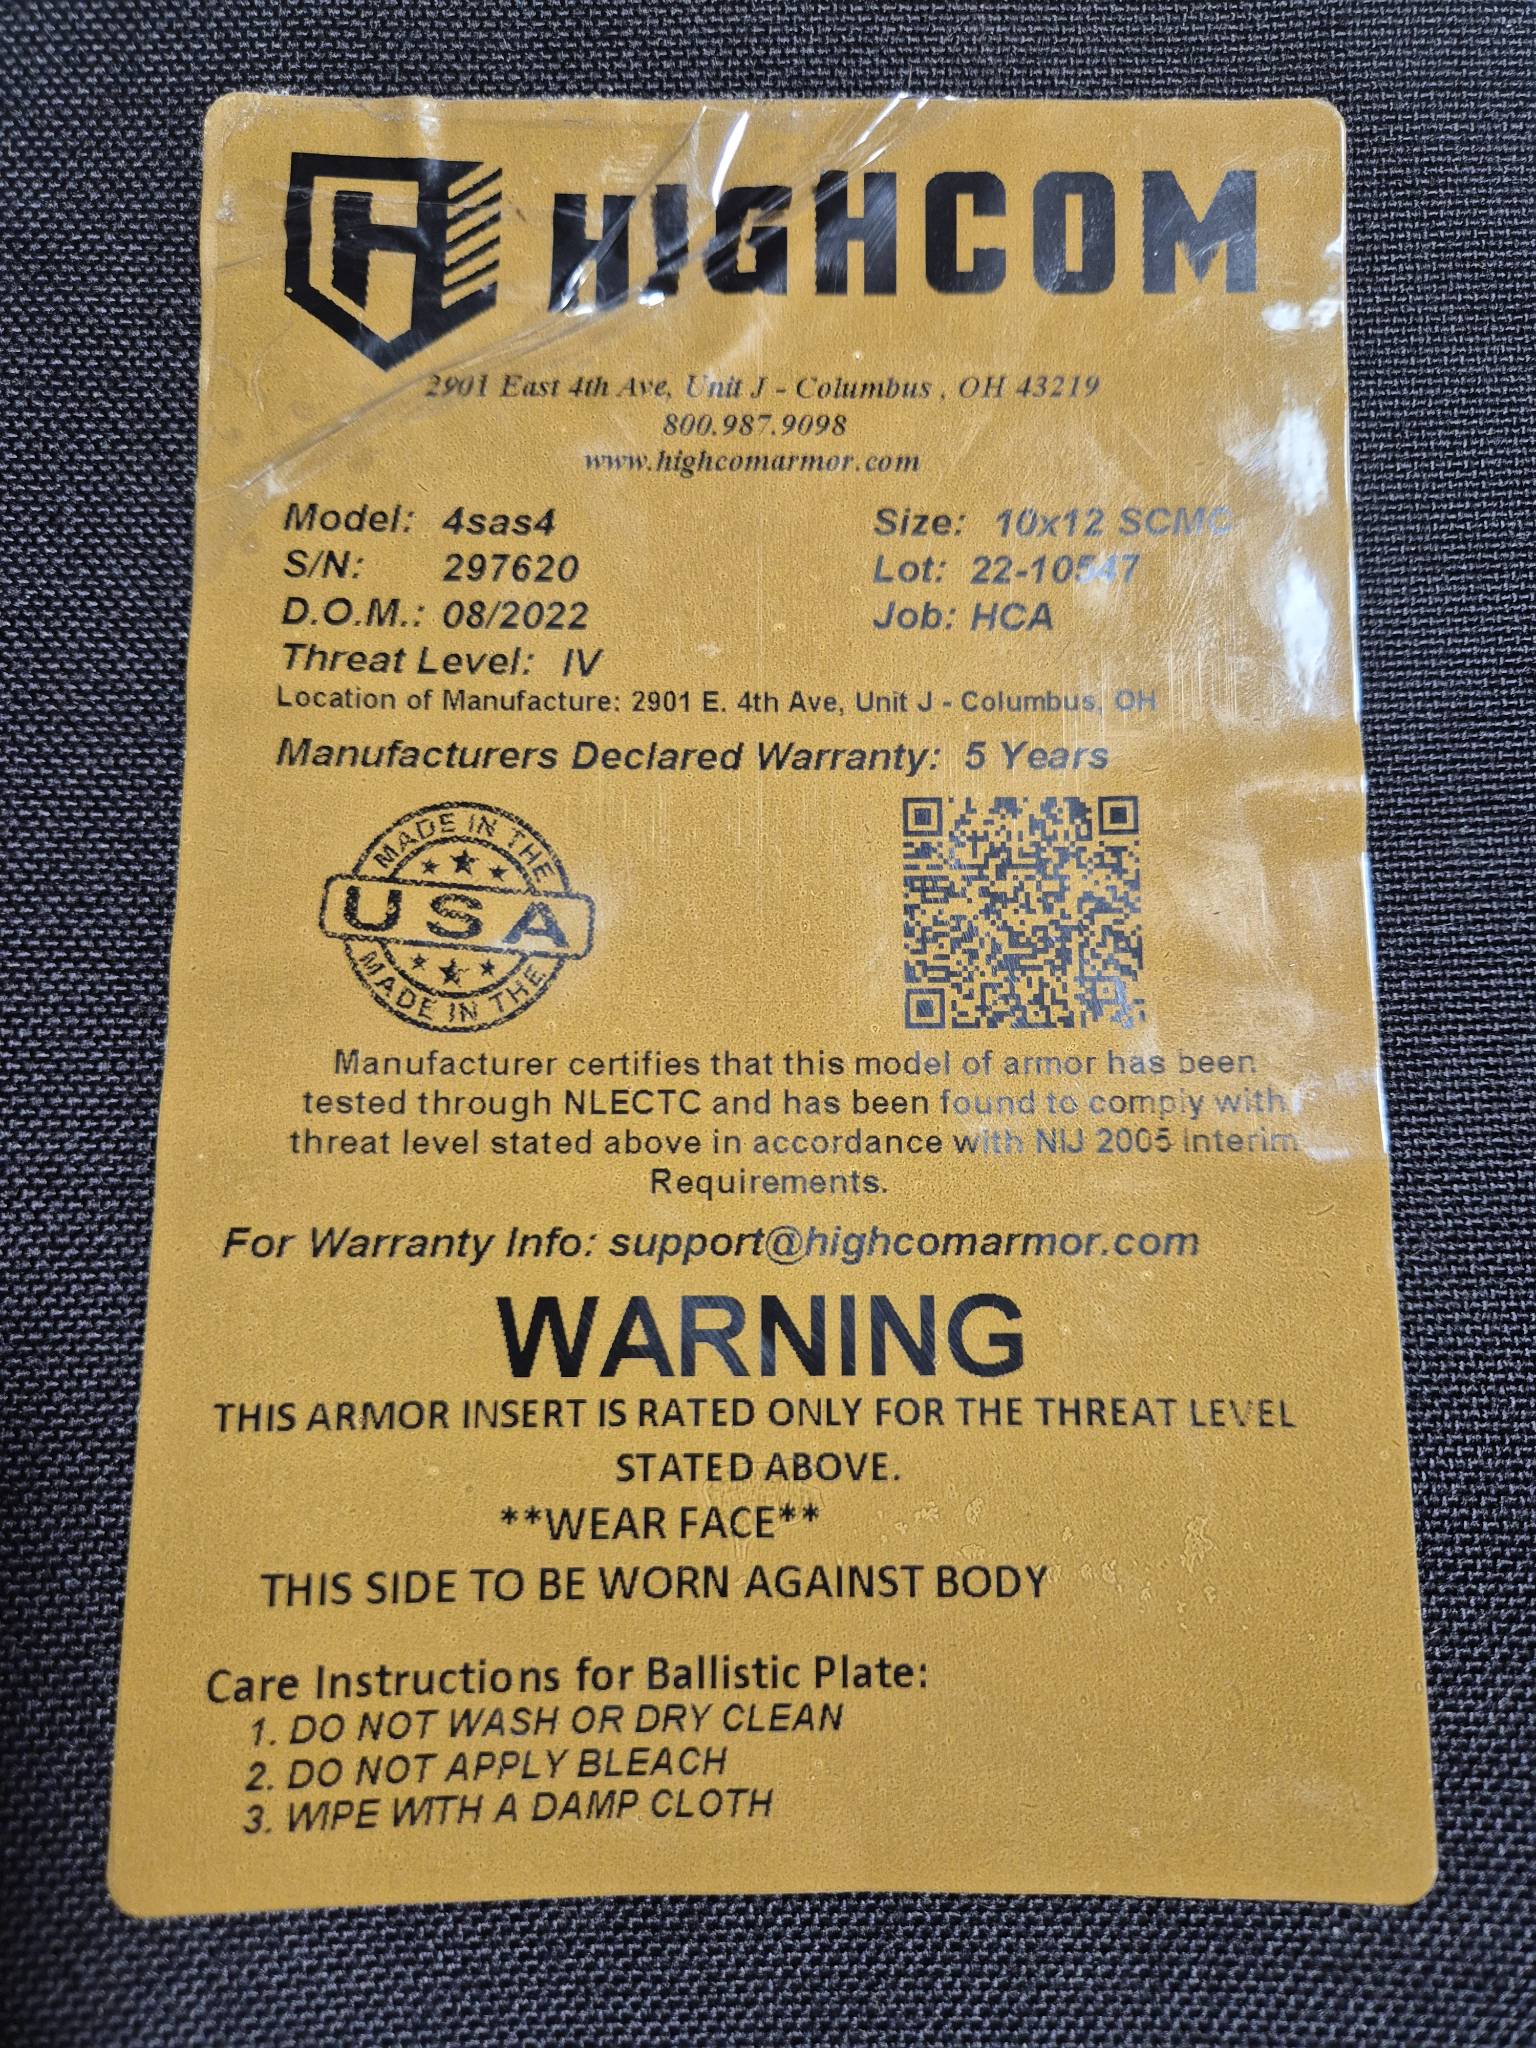 HIGHCOM
2901 East 4th Ave, Unit J - Columbus , OH 43219
800.987.9098
www.highcomarmor.com
Model: 4sas4
Size: 10x12 SCMC
S/N: 297620
Lot: 22-10547
D.O.M.: 08/2022
Job: HCA
Threat Level: IV
Location of Manufacture: 2901 E. 4th Ave, Unit J - Columbus, OH
Manufacturers Declared Warranty: 5 Years
MADE IN THE
USA
MADE IN THE
Manufacturer certifies that this model of armor has been
tested through NLECTC and has been found to comply with
threat level stated above in accordance with NIJ 2005 Interim
Requirements.
For Warranty Info: support@highcomarmor.com
WARNING
THIS ARMOR INSERT IS RATED ONLY FOR THE THREAT LEVEL
STATED ABOVE.
**WEAR FACE**
THIS SIDE TO BE WORN AGAINST BODY
Care Instructions for Ballistic Plate:
1. DO NOT WASH OR DRY CLEAN
2. DO NOT APPLY BLEACH
3. WIPE WITH A DAMP CLOTH